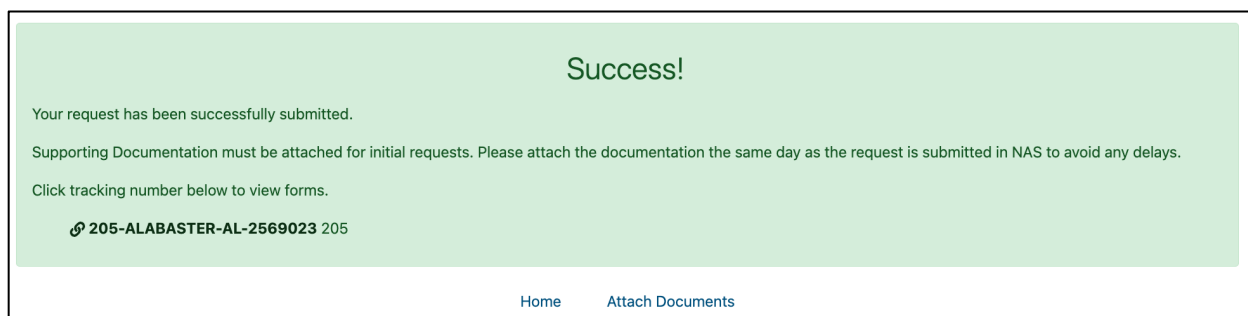 Success!
Your request has been successfully submitted.
Supporting Documentation must be attached for initial requests. Please attach the documentation the same day as the request is submitted in NAS to avoid any delays.
Click tracking number below to view forms.
205-ALABASTER-AL-2569023 205
Home Attach Documents